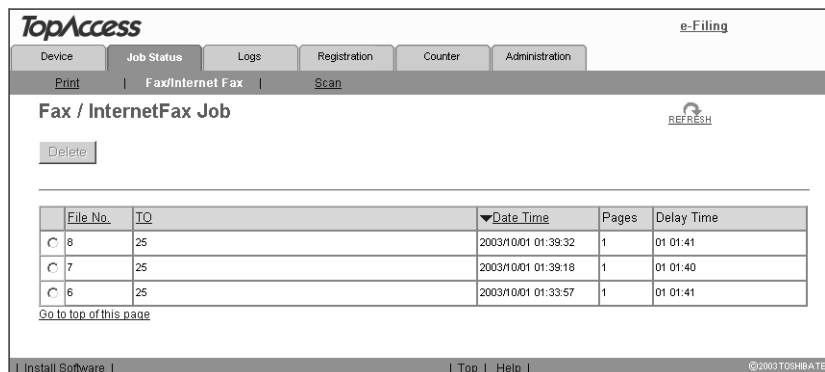 TopAccess e-Filing
Device Job Status Logs Registration Counter Administration
Print | Fax/Internet Fax | Scan
Fax / InternetFax Job REFRESH
Delete
File No. TO ▼Date Time Pages Delay Time
8 25 2003/10/01 01:39:32 1 01 01:41
7 25 2003/10/01 01:39:18 1 01 01:40
6 25 2003/10/01 01:33:57 1 01 01:41
Go to top of this page
| Install Software | | Top | Help | ©2003 TOSHIBA TE